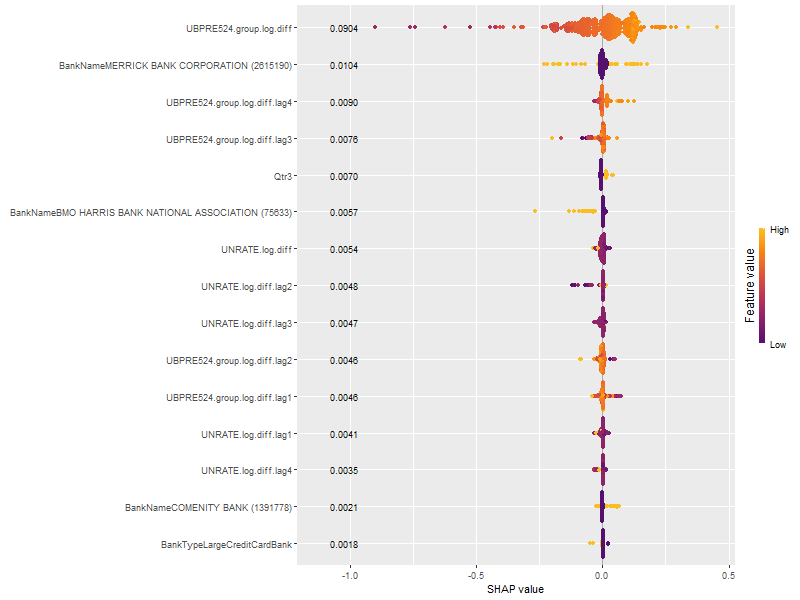 UBPRE524.group.log.diff 0.0904
BankNameMERRICK BANK CORPORATION (2615190) 0.0104
UBPRE524.group.log.diff.lag4 0.0090
UBPRE524.group.log.diff.lag3 0.0076
Qtr3 0.0070
BankNameBMO HARRIS BANK NATIONAL ASSOCIATION (75633) 0.0057
UNRATE.log.diff 0.0054
UNRATE.log.diff.lag2 0.0048
UNRATE.log.diff.lag3 0.0047
UBPRE524.group.log.diff.lag2 0.0046
UBPRE524.group.log.diff.lag1 0.0046
UNRATE.log.diff.lag1 0.0041
UNRATE.log.diff.lag4 0.0035
BankNameCOMENITY BANK (1391778) 0.0021
BankTypeLargeCreditCardBank 0.0018
-1.0 -0.5 0.0 0.5
SHAP value
High
Feature value
Low